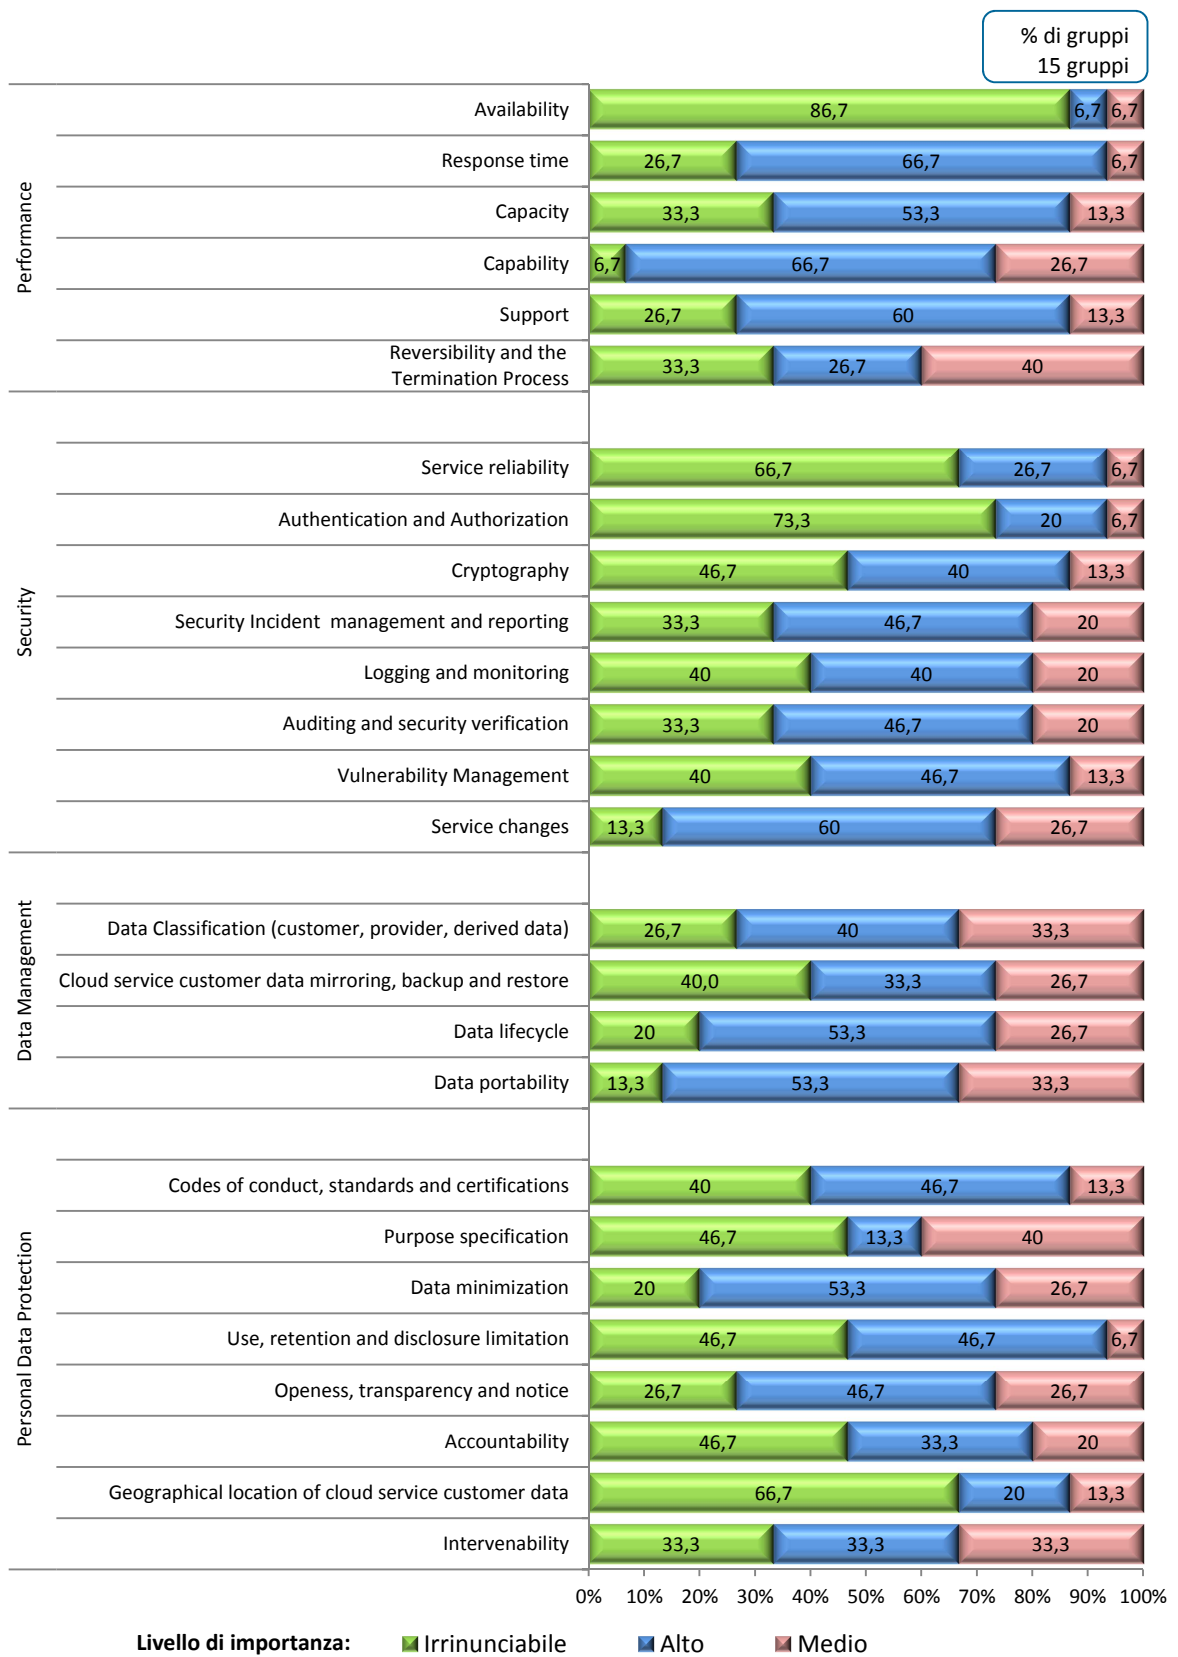 % di gruppi
15 gruppi
Performance
Availability
86,7 6,7 6,7
Response time
26,7 66,7 6,7
Capacity
33,3 53,3 13,3
Capability
6,7 66,7 26,7
Support
26,7 60 13,3
Reversibility and the
Termination Process
33,3 26,7 40
Security
Service reliability
66,7 26,7 6,7
Authentication and Authorization
73,3 20 6,7
Cryptography
46,7 40 13,3
Security Incident  management and reporting
33,3 46,7 20
Logging and monitoring
40 40 20
Auditing and security verification
33,3 46,7 20
Vulnerability Management
40 46,7 13,3
Service changes
13,3 60 26,7
Data Management
Data Classification (customer, provider, derived data)
26,7 40 33,3
Cloud service customer data mirroring, backup and restore
40,0 33,3 26,7
Data lifecycle
20 53,3 26,7
Data portability
13,3 53,3 33,3
Personal Data Protection
Codes of conduct, standards and certifications
40 46,7 13,3
Purpose specification
46,7 13,3 40
Data minimization
20 53,3 26,7
Use, retention and disclosure limitation
46,7 46,7 6,7
Openess, transparency and notice
26,7 46,7 26,7
Accountability
46,7 33,3 20
Geographical location of cloud service customer data
66,7 20 13,3
Intervenability
33,3 33,3 33,3
0% 10% 20% 30% 40% 50% 60% 70% 80% 90% 100%
Livello di importanza: Irrinunciabile Alto Medio